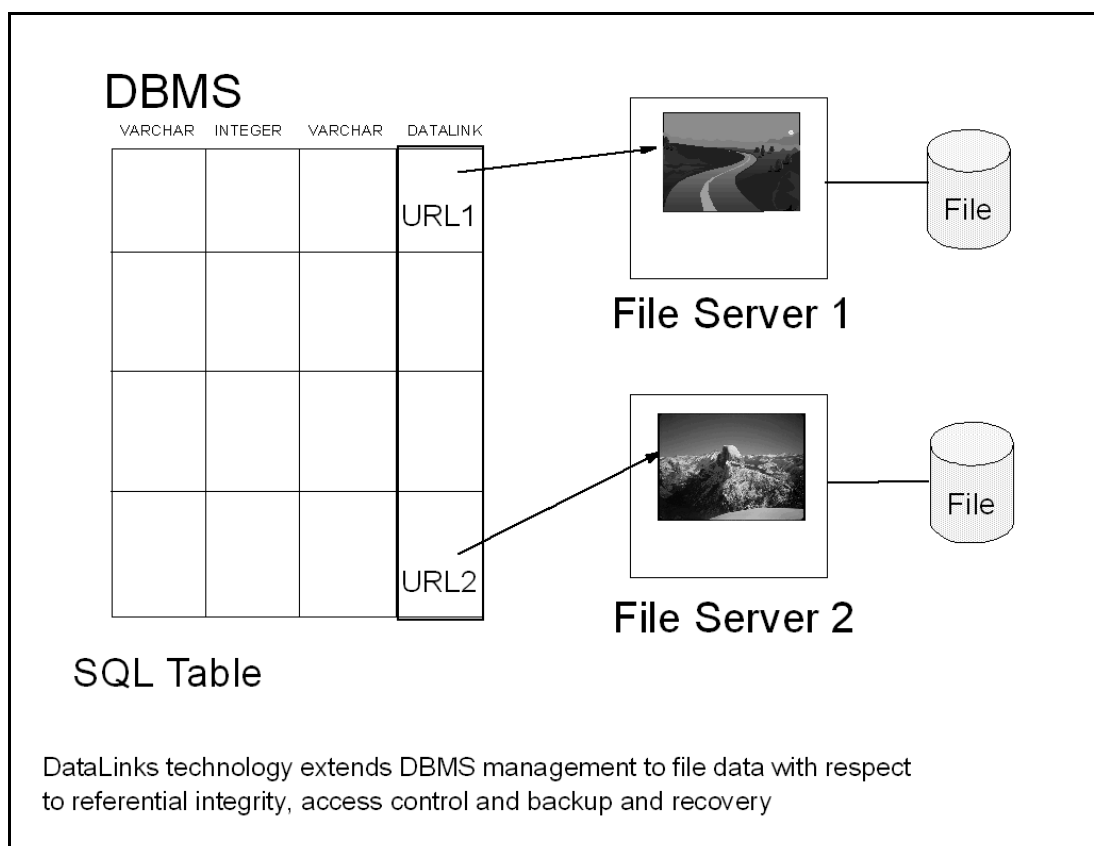 DBMS
VARCHAR INTEGER VARCHAR DATALINK
URL1
File
File Server 1
URL2
File
File Server 2
SQL Table
DataLinks technology extends DBMS management to file data with respect
to referential integrity, access control and backup and recovery